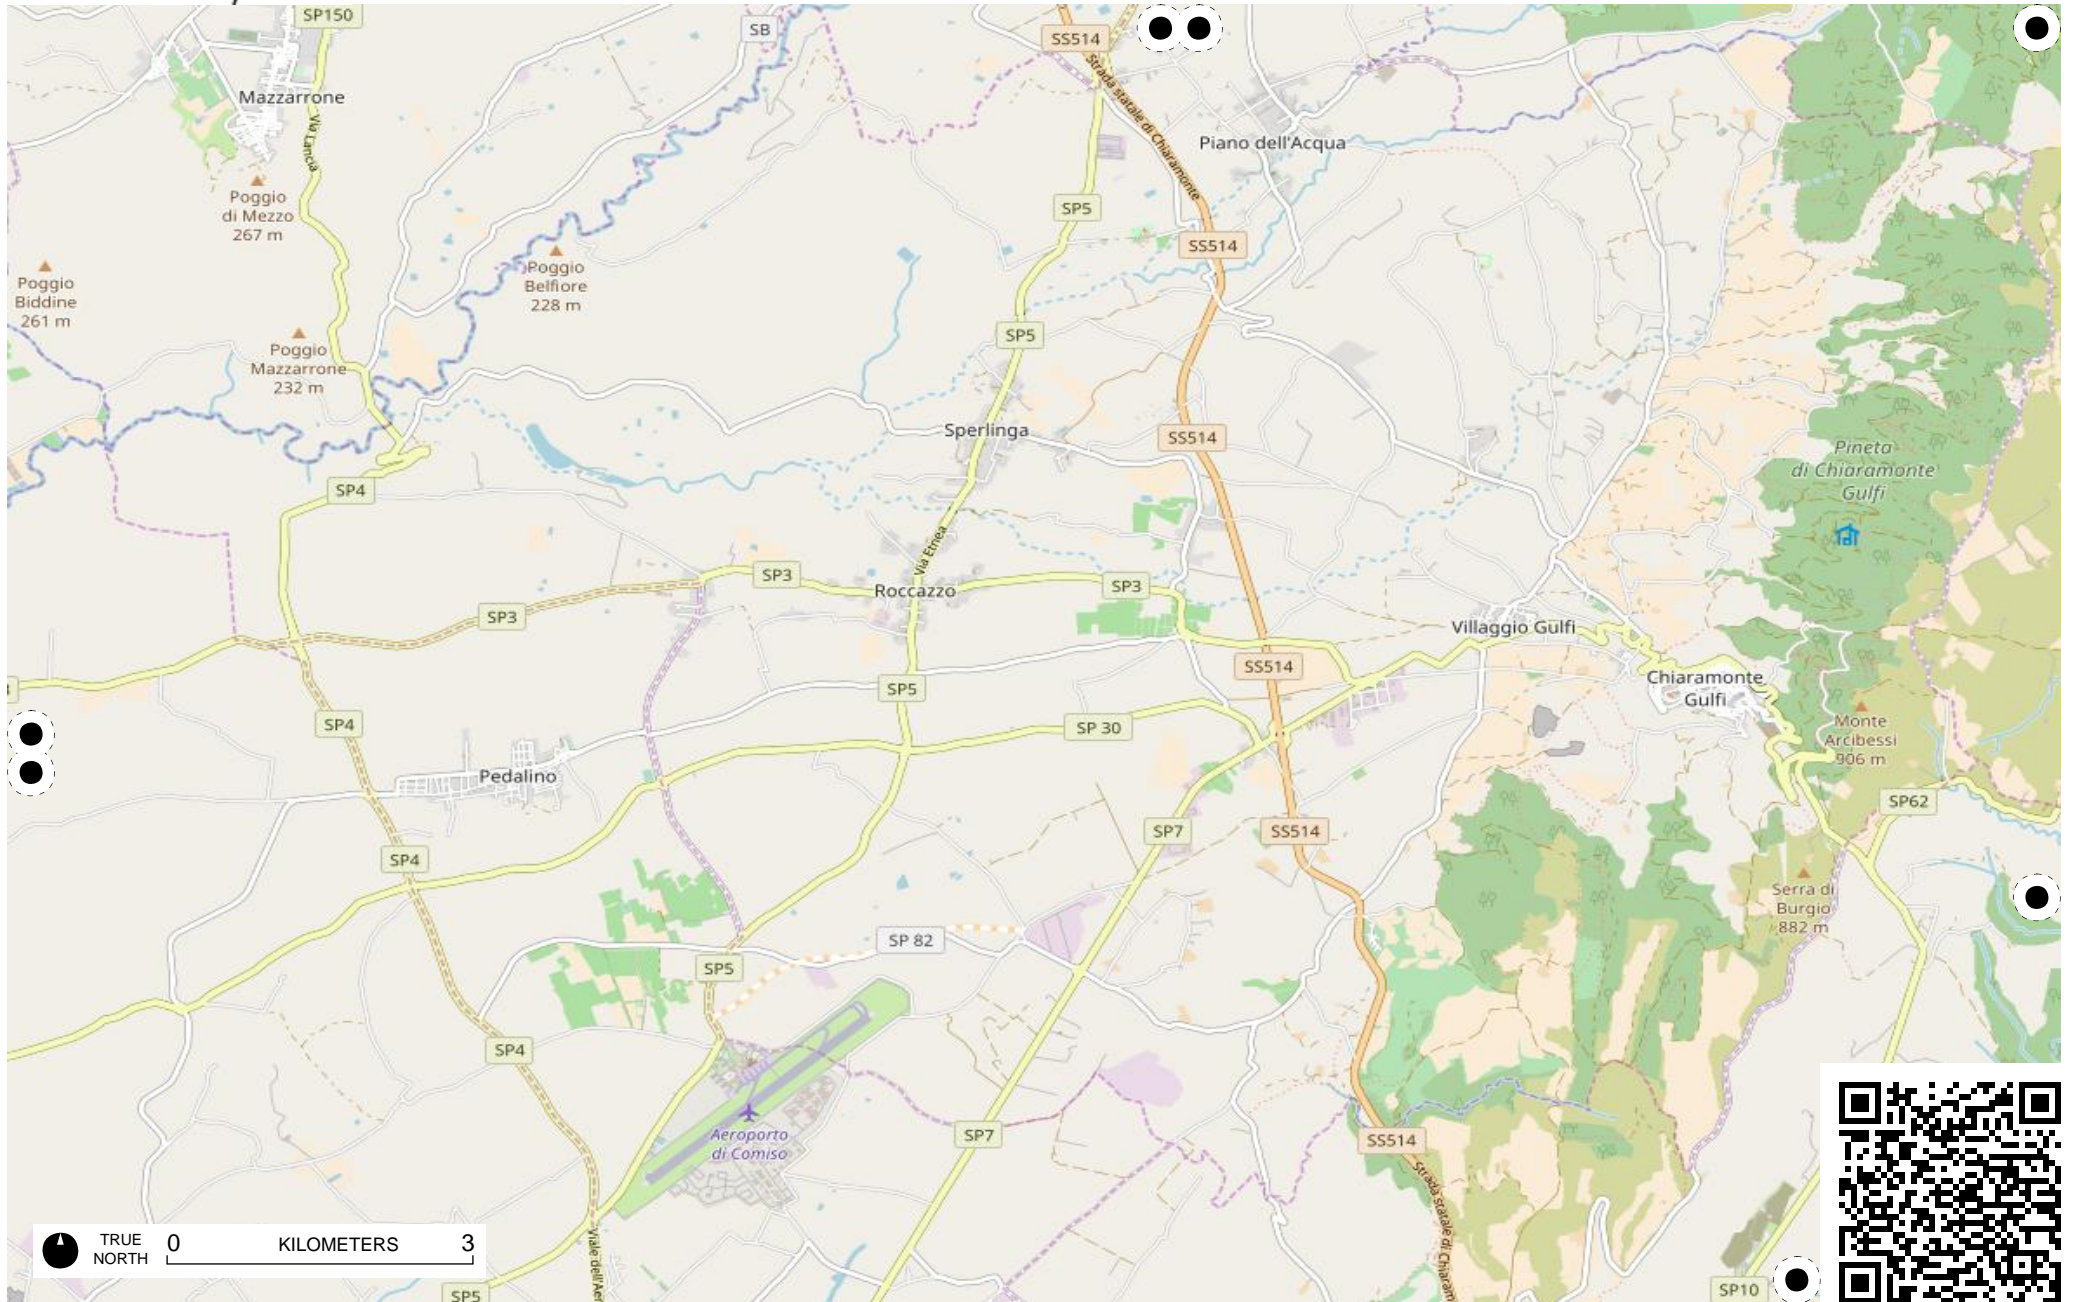 SP150
SB
SS514
Strada statale di Chiaramonte
Mazzarrone
Via Lancia
Piano dell'Acqua
Poggio
di Mezzo
267 m
SP5
SS514
Poggio
Biddine
261 m
Poggio
Belfiore
228 m
SP5
Poggio
Mazzarrone
232 m
Sperlinga
SS514
Pineta
di Chiaramonte
Gulfi
SP4
Via Etnea
SP3
Roccazzo
SP3
SP3
Villaggio Gulfi
SS514
Chiaramonte
Gulfi
SP5
SP4
SP 30
Monte
Arcibessi
906 m
Pedalino
SP62
SP7
SS514
SP4
Serra di
Burgio
882 m
SP 82
SP5
SP4
Aeroporto
di Comiso
SP7
SS514
Strada statale di Chiaram
TRUE
NORTH
0
KILOMETERS
3
Viale dell'Aer
SP5
SP10